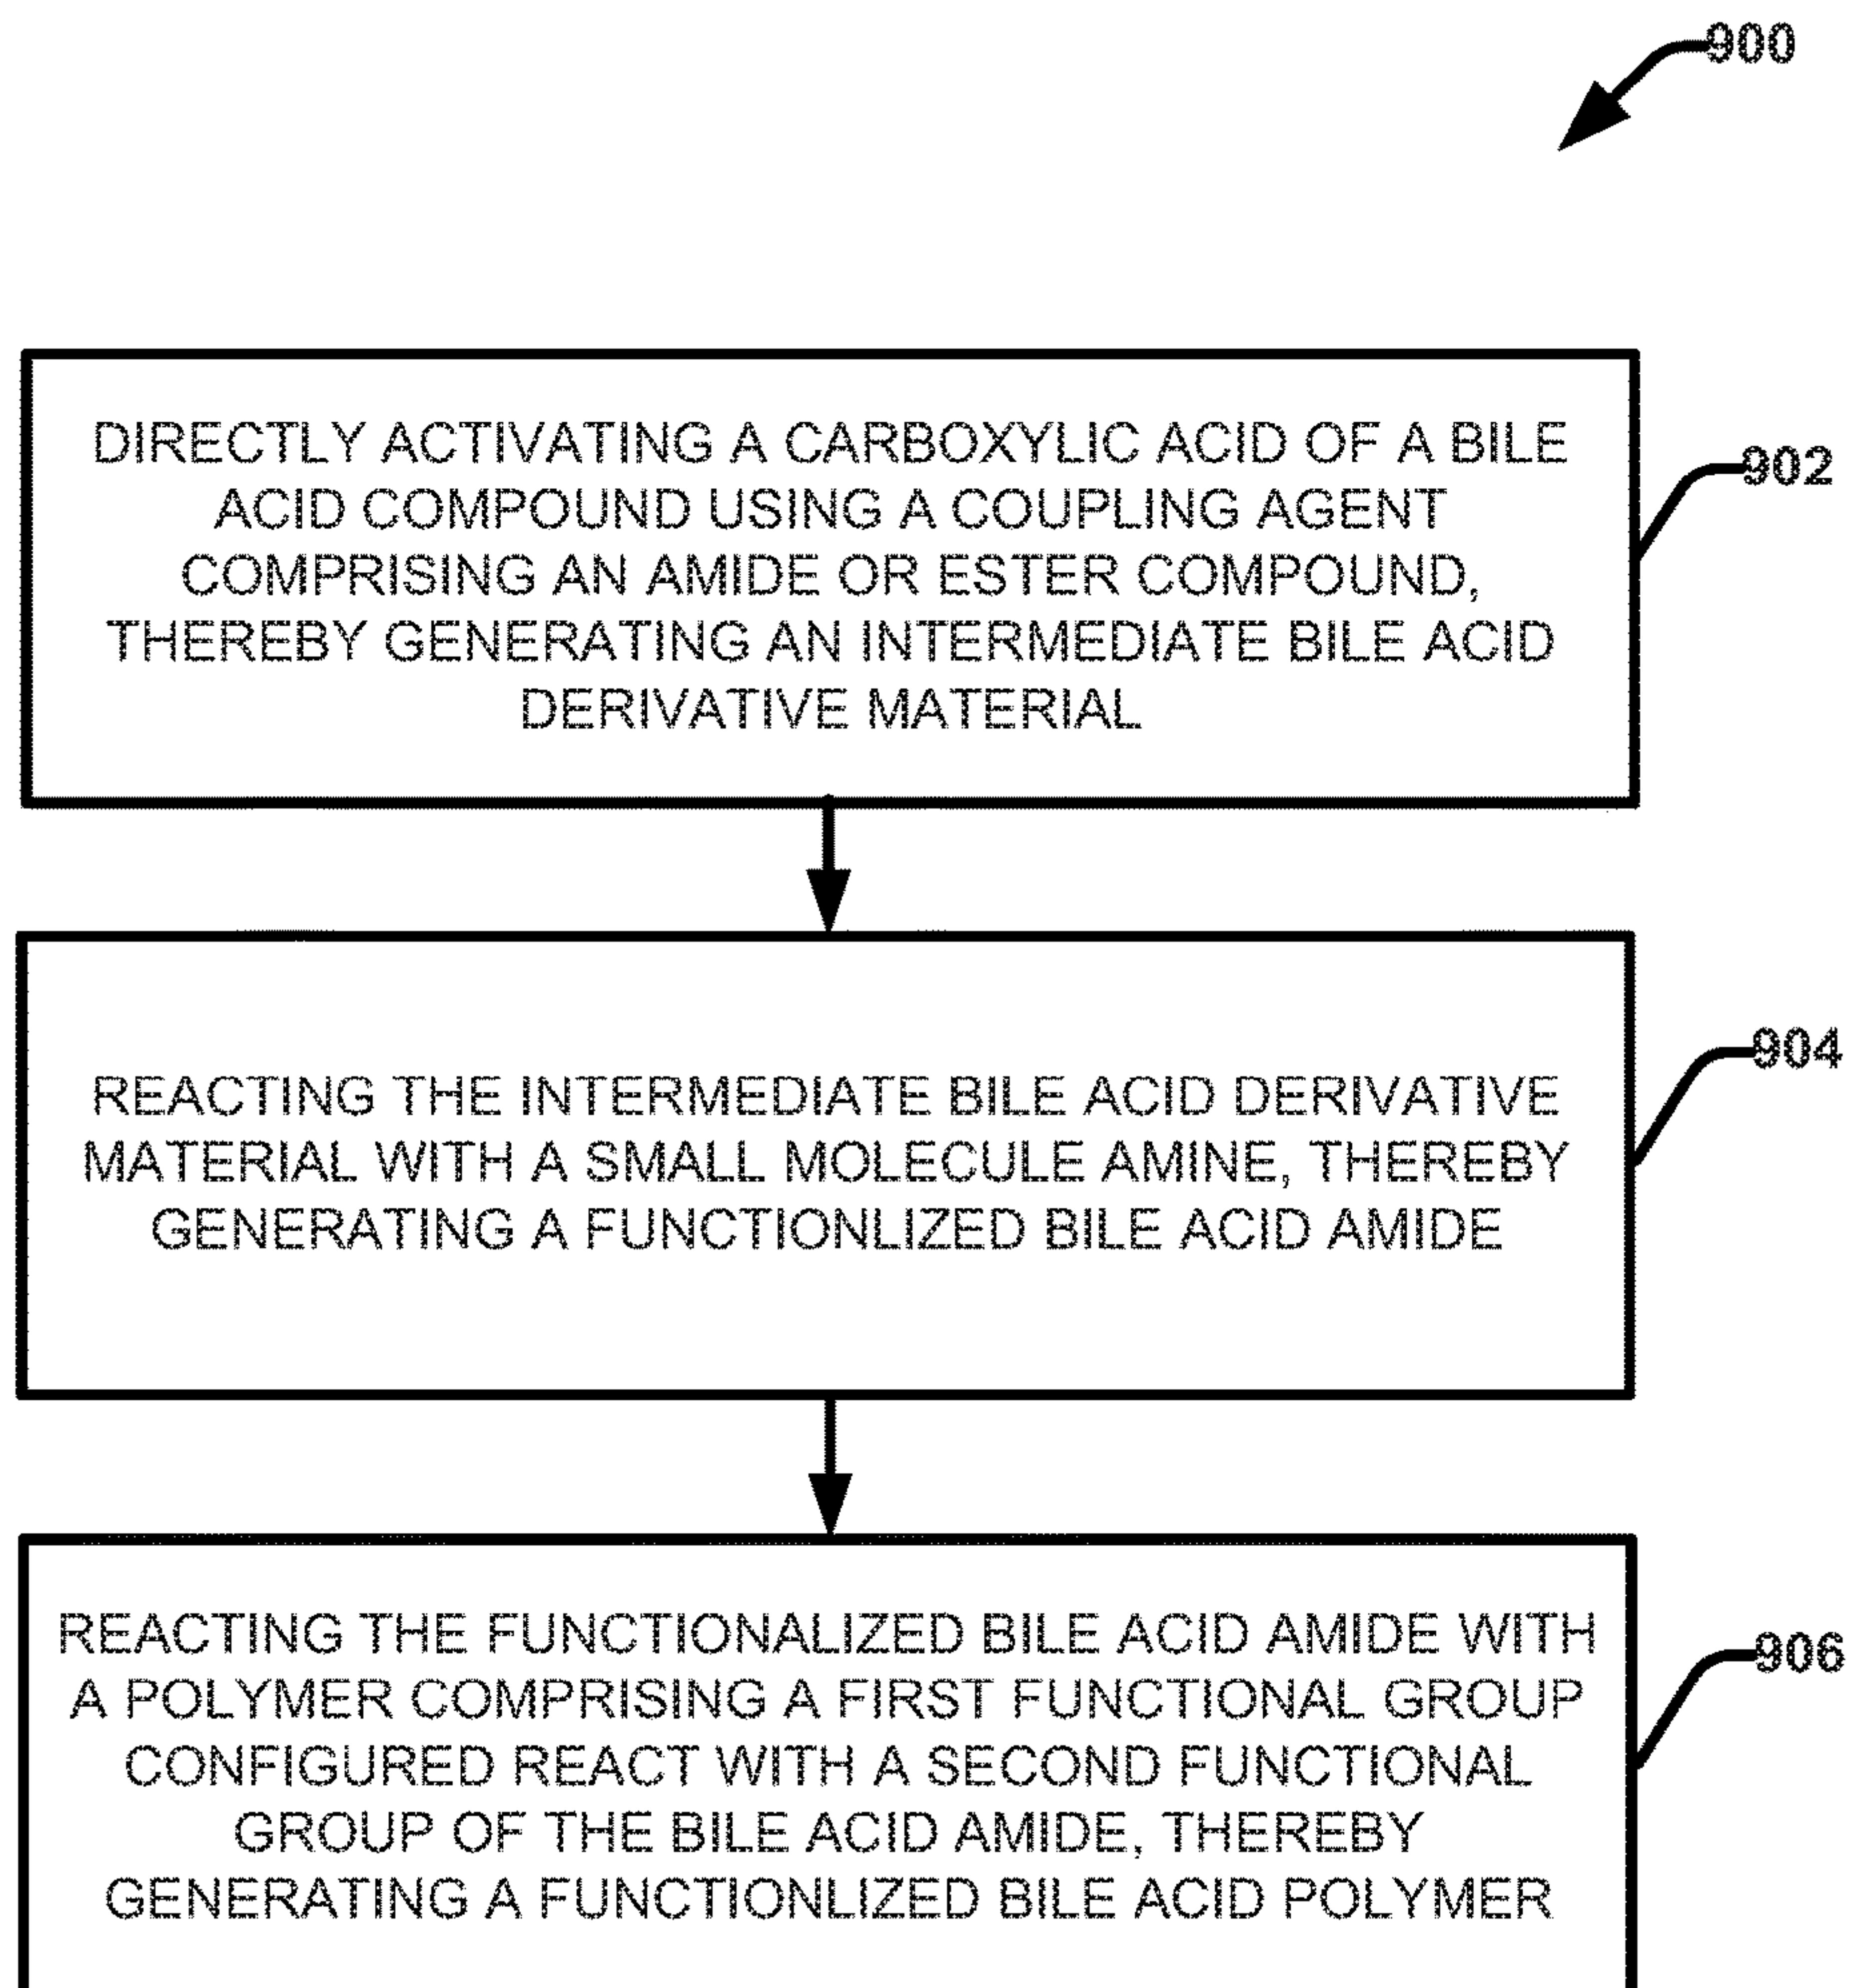 900
DIRECTLY ACTIVATING A CARBOXYLIC ACID OF A BILE
ACID COMPOUND USING A COUPLING AGENT
COMPRISING AN AMIDE OR ESTER COMPOUND,
THEREBY GENERATING AN INTERMEDIATE BILE ACID
DERIVATIVE MATERIAL
902
REACTING THE INTERMEDIATE BILE ACID DERIVATIVE
MATERIAL WITH A SMALL MOLECULE AMINE, THEREBY
GENERATING A FUNCTIONLIZED BILE ACID AMIDE
904
REACTING THE FUNCTIONALIZED BILE ACID AMIDE WITH
A POLYMER COMPRISING A FIRST FUNCTIONAL GROUP
CONFIGURED REACT WITH A SECOND FUNCTIONAL
GROUP OF THE BILE ACID AMIDE, THEREBY
GENERATING A FUNCTIONLIZED BILE ACID POLYMER
906